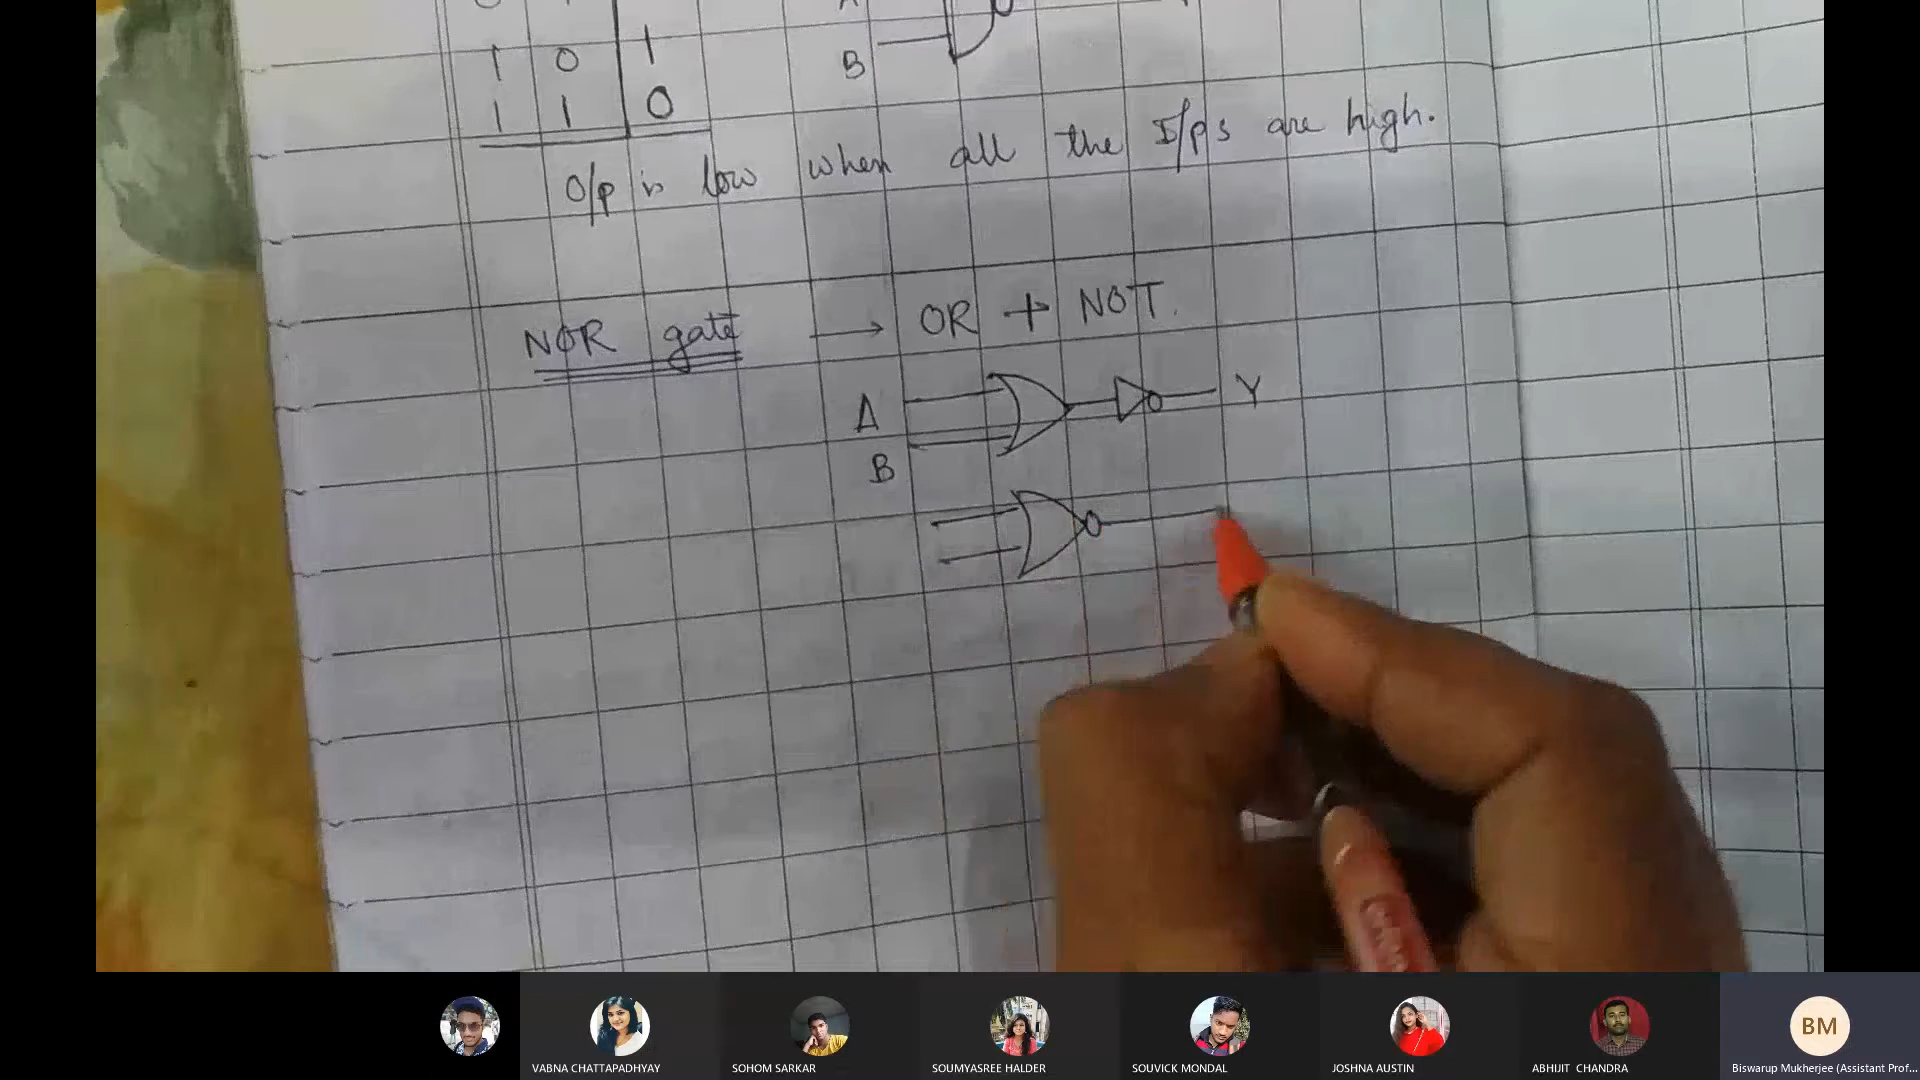 1 0 1
B
1 1 0
O/p is low when all the I/ps are high.
NOR gate → OR + NOT.
A
Y
B
BM
VABNA CHATTAPADHYAY
SOHOM SARKAR
SOUMYASREE HALDER
SOUVICK MONDAL
JOSHNA AUSTIN
ABHIJIT CHANDRA
Biswarup Mukherjee (Assistant Prof...